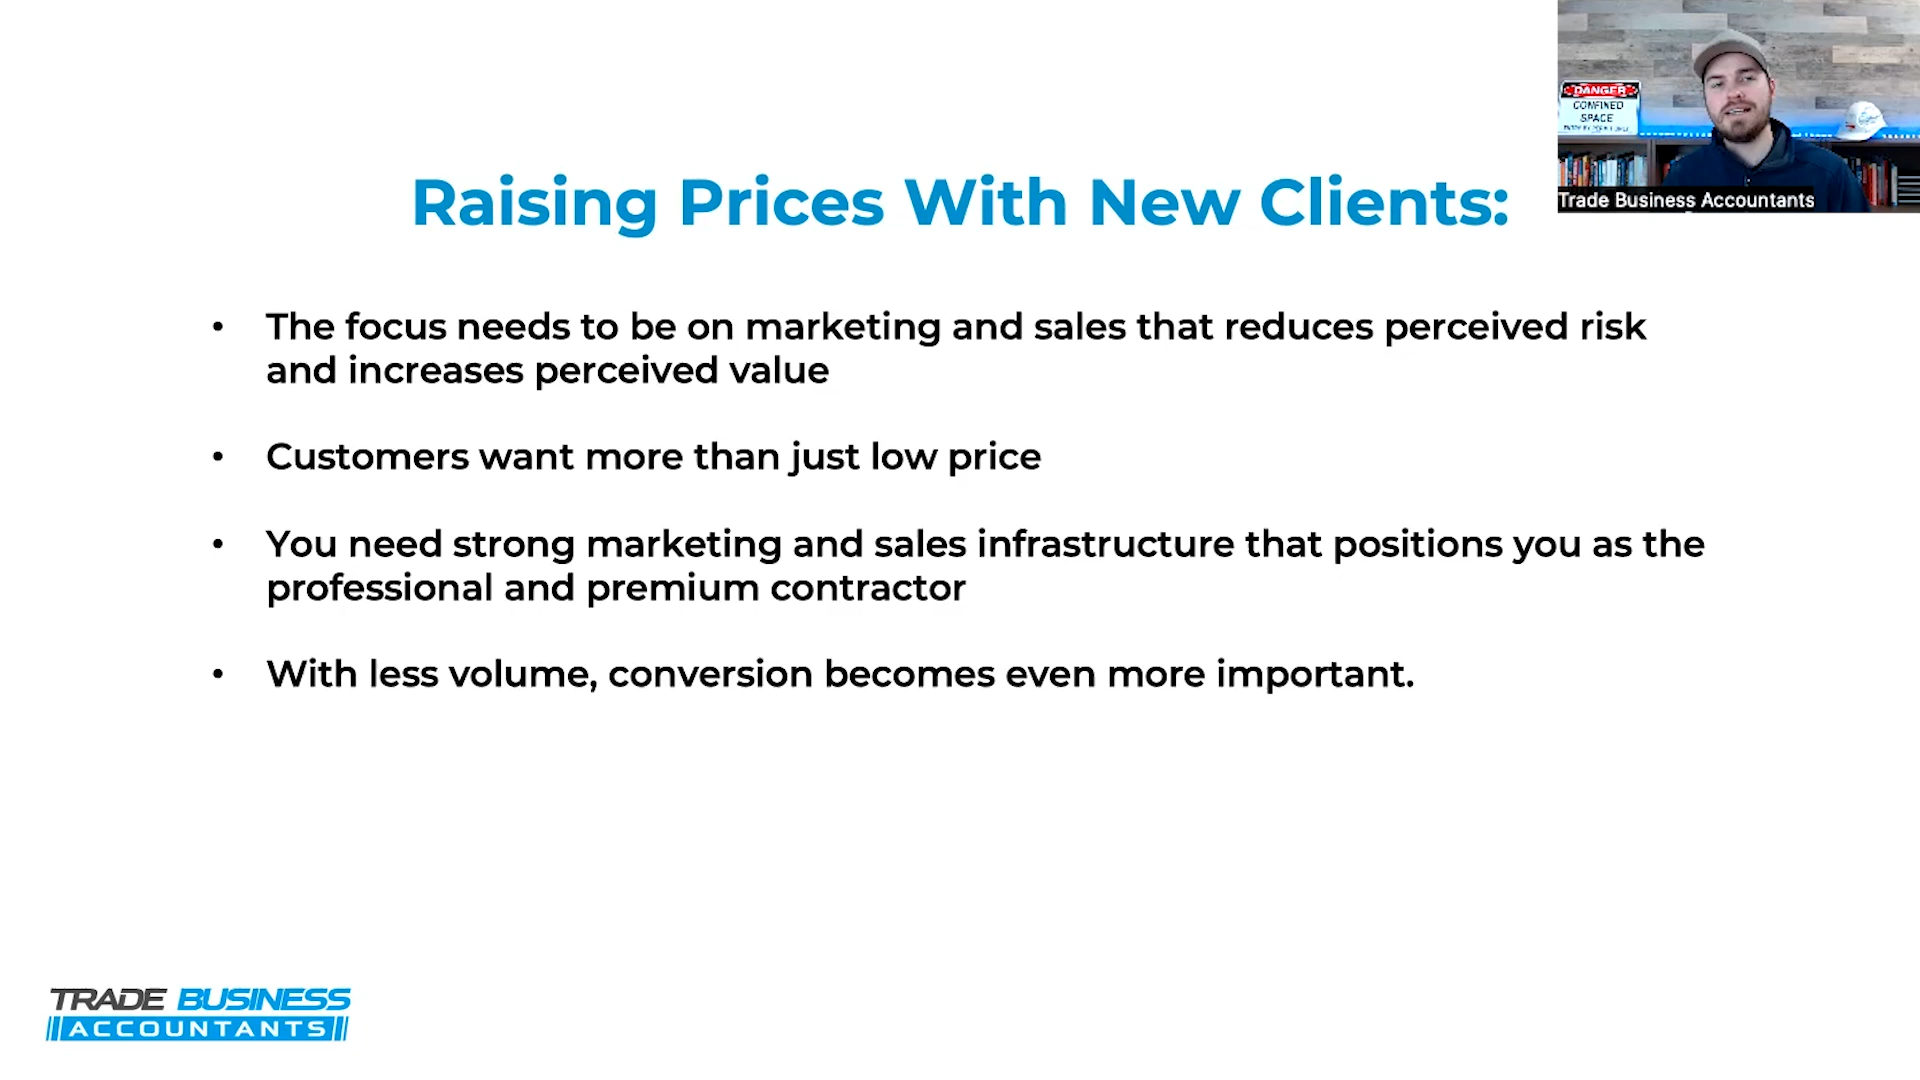 DANGER
CONFINED
SPACE
Trade Business Accountants
Raising Prices With New Clients:
• The focus needs to be on marketing and sales that reduces perceived risk
and increases perceived value
• Customers want more than just low price
• You need strong marketing and sales infrastructure that positions you as the
professional and premium contractor
• With less volume, conversion becomes even more important.
TRADE BUSINESS
ACCOUNTANTS